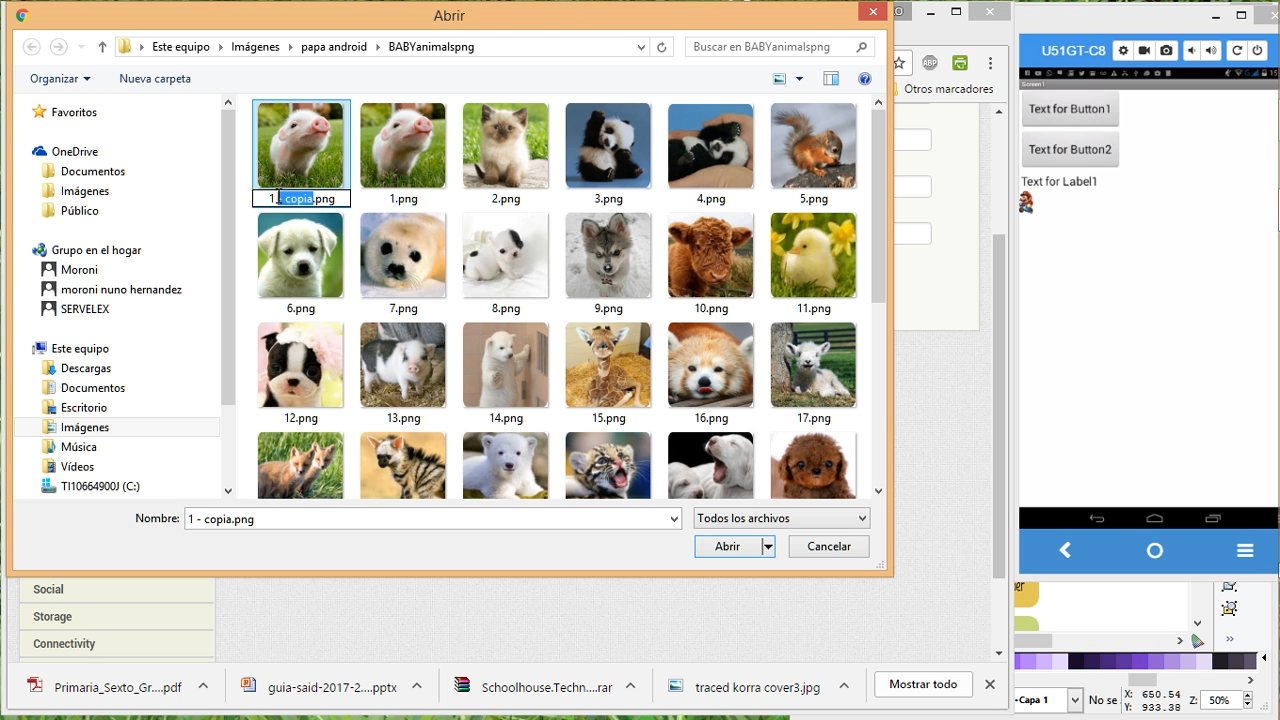 Abrir
Este equipo
Imágenes
papa android
BABYanimalspng
Buscar en BABYanimalspng
Organizar
Nueva carpeta
Favoritos
OneDrive
Documentos
Imágenes
Público
Grupo en el hogar
Moroni
moroni nuno hernandez
SERVELEX
Este equipo
Descargas
Documentos
Escritorio
Imágenes
Música
Vídeos
TI10664900J (C:)
1 - copia.png
1.png
2.png
3.png
4.png
5.png
6.png
7.png
8.png
9.png
10.png
11.png
12.png
13.png
14.png
15.png
16.png
17.png
Nombre:
1 - copia.png
Todos los archivos
Abrir
Cancelar
ABP
Otros marcadores
Social
Storage
Connectivity
Primaria_Sexto_Gr....pdf
guia-said-2017-2....pptx
Schoolhouse.Techn....rar
traced korra cover3.jpg
Mostrar todo
U51GT-C8
Screen1
Text for Button1
Text for Button2
Text for Label1
•Capa 1
No se
X: 650.54
Y: 933.38
Z: 50%